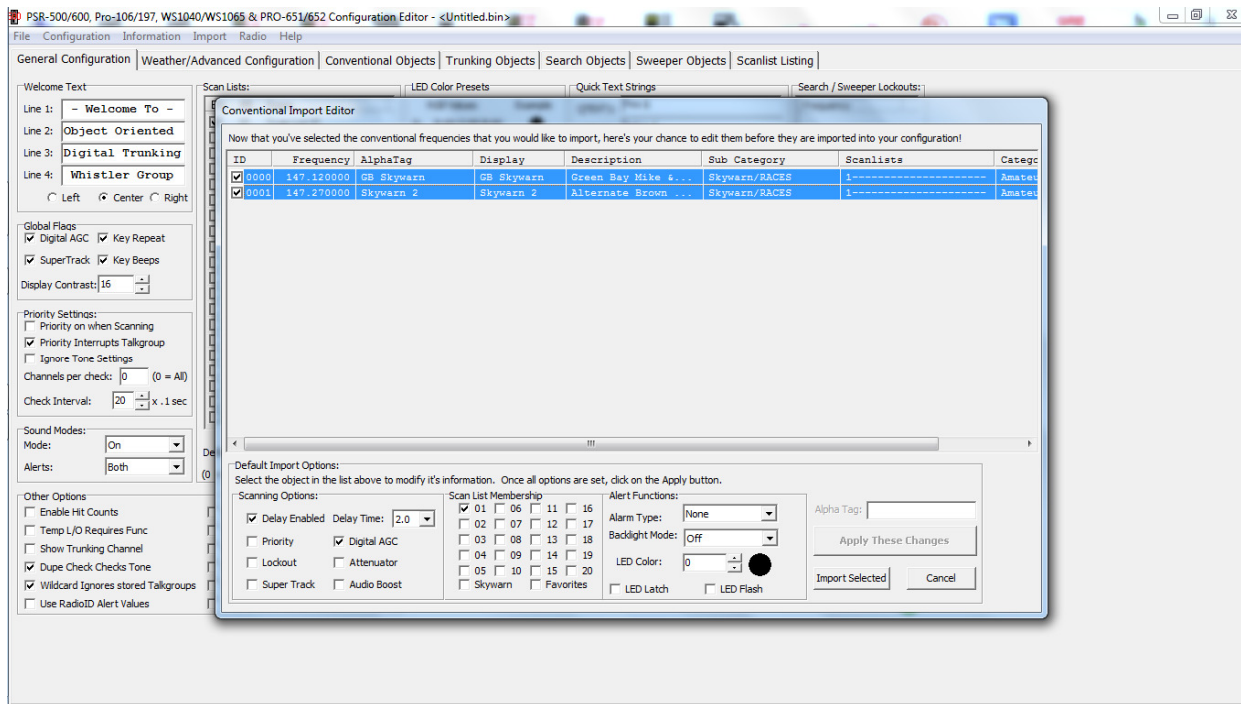 PSR-500/600, Pro-106/197, WS1040/WS1065 & PRO-651/652 Configuration Editor - <Untitled.bin>
File Configuration Information Import Radio Help
General Configuration Weather/Advanced Configuration Conventional Objects Trunking Objects Search Objects Sweeper Objects Scanlist Listing
Welcome Text
Line 1: - Welcome To -
Line 2: Object Oriented
Line 3: Digital Trunking
Line 4: Whistler Group
Left Center Right
Global Flags
Digital AGC Key Repeat
SuperTrack Key Beeps
Display Contrast: 16
Priority Settings:
Priority on when Scanning
Priority Interrupts Talkgroup
Ignore Tone Settings
Channels per check: 0 (0 = All)
Check Interval: 20 x .1 sec
Sound Modes:
Mode: On
Alerts: Both
Other Options
Enable Hit Counts
Temp L/O Requires Func
Show Trunking Channel
Dupe Check Checks Tone
Wildcard Ignores stored Talkgroups
Use RadioID Alert Values
Scan Lists:
LED Color Presets
Quick Text Strings
Search / Sweeper Lockouts:
De
(0
Conventional Import Editor
Now that you've selected the conventional frequencies that you would like to import, here's your chance to edit them before they are imported into your configuration!
ID Frequency AlphaTag Display Description Sub Category Scanlists Catego
0000 147.120000 GB Skywarn GB Skywarn Green Bay Mike &... Skywarn/RACES 1-------------------- Amateu
0001 147.270000 Skywarn 2 Skywarn 2 Alternate Brown ... Skywarn/RACES 1-------------------- Amateu
Default Import Options:
Select the object in the list above to modify it's information. Once all options are set, click on the Apply button.
Scanning Options:
Delay Enabled Delay Time: 2.0
Priority Digital AGC
Lockout Attenuator
Super Track Audio Boost
Scan List Membership
01 06 11 16
02 07 12 17
03 08 13 18
04 09 14 19
05 10 15 20
Skywarn Favorites
Alert Functions:
Alarm Type: None
Backlight Mode: Off
LED Color: 0
LED Latch LED Flash
Alpha Tag:
Apply These Changes
Import Selected Cancel